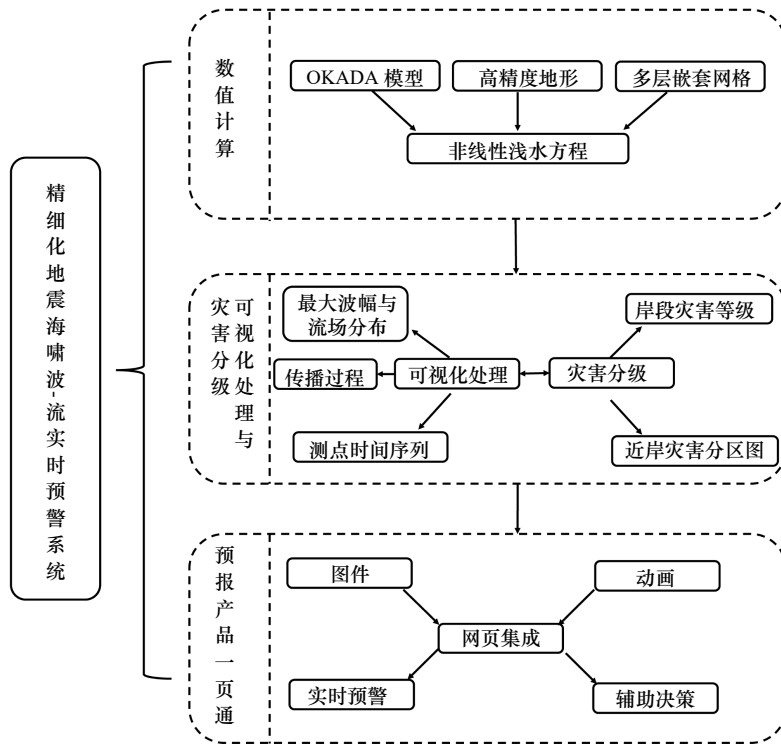 精细化地震海啸波-流实时预警系统
数值计算
OKADA 模型
高精度地形
多层嵌套网格
非线性浅水方程
可视化处理与
灾害分级
最大波幅与
流场分布
岸段灾害等级
传播过程
可视化处理
灾害分级
测点时间序列
近岸灾害分区图
预报产品一页通
图件
动画
网页集成
实时预警
辅助决策